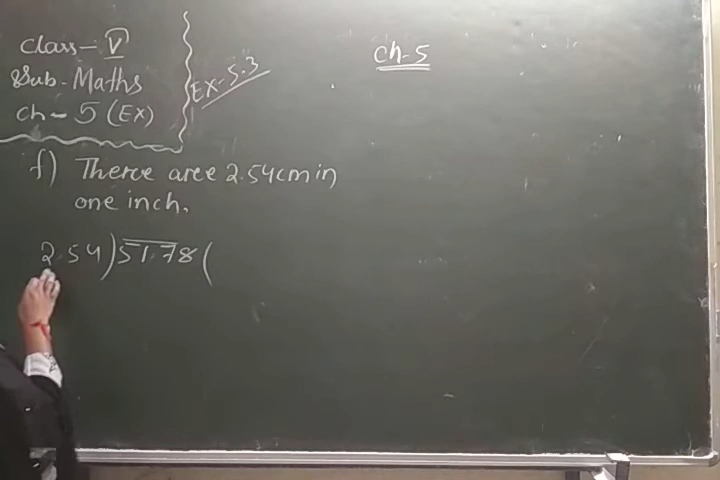 Class - V
Sub - Maths
Ch - 5 (Ex)
Ex - 5.3
Ch - 5
f) There are 2.54cm in
one inch.
2.54)51.78(